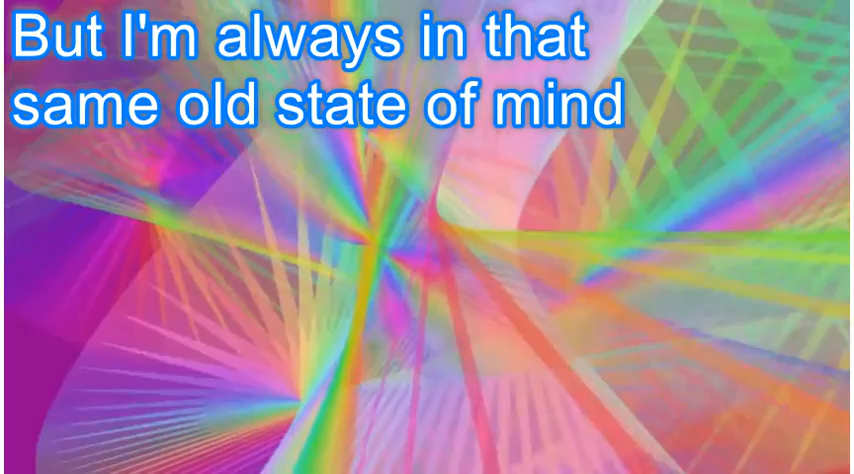 But I'm always in that
same old state of mind